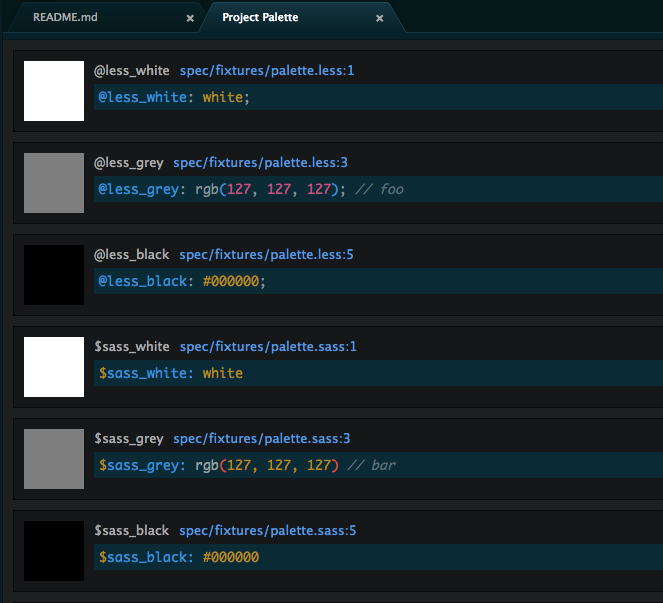 README.md × Project Palette ×
@less_white spec/fixtures/palette.less:1
@less_white: white;
@less_grey spec/fixtures/palette.less:3
@less_grey: rgb(127, 127, 127); // foo
@less_black spec/fixtures/palette.less:5
@less_black: #000000;
$sass_white spec/fixtures/palette.sass:1
$sass_white: white
$sass_grey spec/fixtures/palette.sass:3
$sass_grey: rgb(127, 127, 127) // bar
$sass_black spec/fixtures/palette.sass:5
$sass_black: #000000